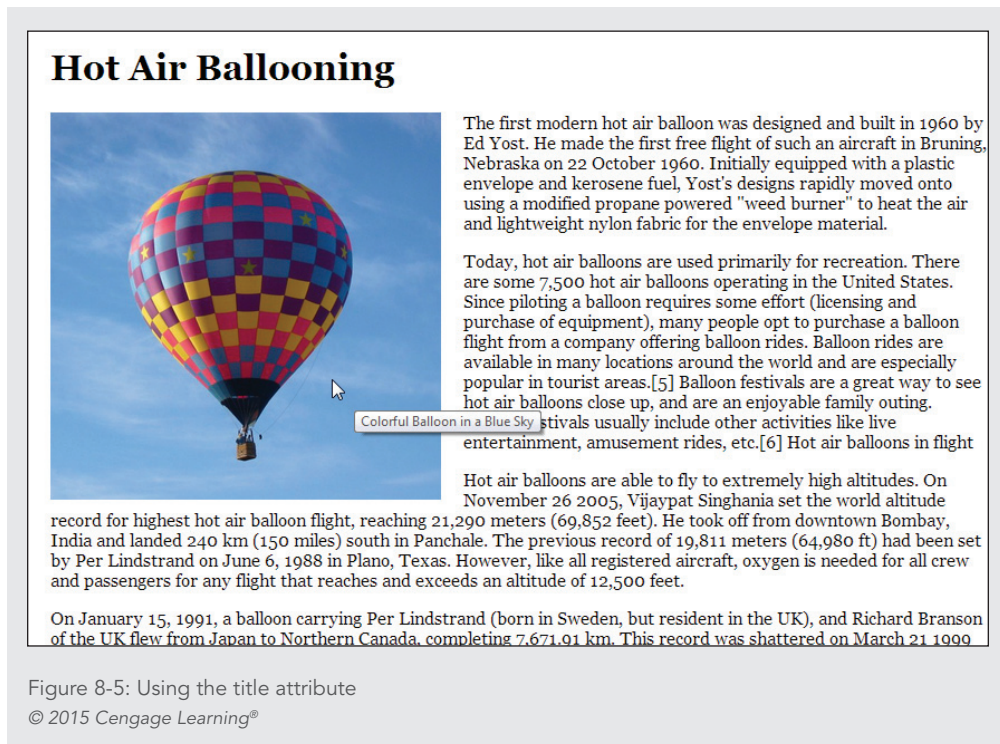 Hot Air Ballooning
The first modern hot air balloon was designed and built in 1960 by
Ed Yost. He made the first free flight of such an aircraft in Bruning,
Nebraska on 22 October 1960. Initially equipped with a plastic
envelope and kerosene fuel, Yost's designs rapidly moved onto
using a modified propane powered "weed burner" to heat the air
and lightweight nylon fabric for the envelope material.
Today, hot air balloons are used primarily for recreation. There
are some 7,500 hot air balloons operating in the United States.
Since piloting a balloon requires some effort (licensing and
purchase of equipment), many people opt to purchase a balloon
flight from a company offering balloon rides. Balloon rides are
available in many locations around the world and are especially
popular in tourist areas.[5] Balloon festivals are a great way to see
hot air balloons close up, and are an enjoyable family outing.
Colorful Balloon in a Blue Sky
stivals usually include other activities like live
entertainment, amusement rides, etc.[6] Hot air balloons in flight
Hot air balloons are able to fly to extremely high altitudes. On
November 26 2005, Vijaypat Singhania set the world altitude
record for highest hot air balloon flight, reaching 21,290 meters (69,852 feet). He took off from downtown Bombay,
India and landed 240 km (150 miles) south in Panchale. The previous record of 19,811 meters (64,980 ft) had been set
by Per Lindstrand on June 6, 1988 in Plano, Texas. However, like all registered aircraft, oxygen is needed for all crew
and passengers for any flight that reaches and exceeds an altitude of 12,500 feet.
On January 15, 1991, a balloon carrying Per Lindstrand (born in Sweden, but resident in the UK), and Richard Branson
of the UK flew from Japan to Northern Canada, completing 7,671.91 km. This record was shattered on March 21 1999
Figure 8-5: Using the title attribute
© 2015 Cengage Learning®